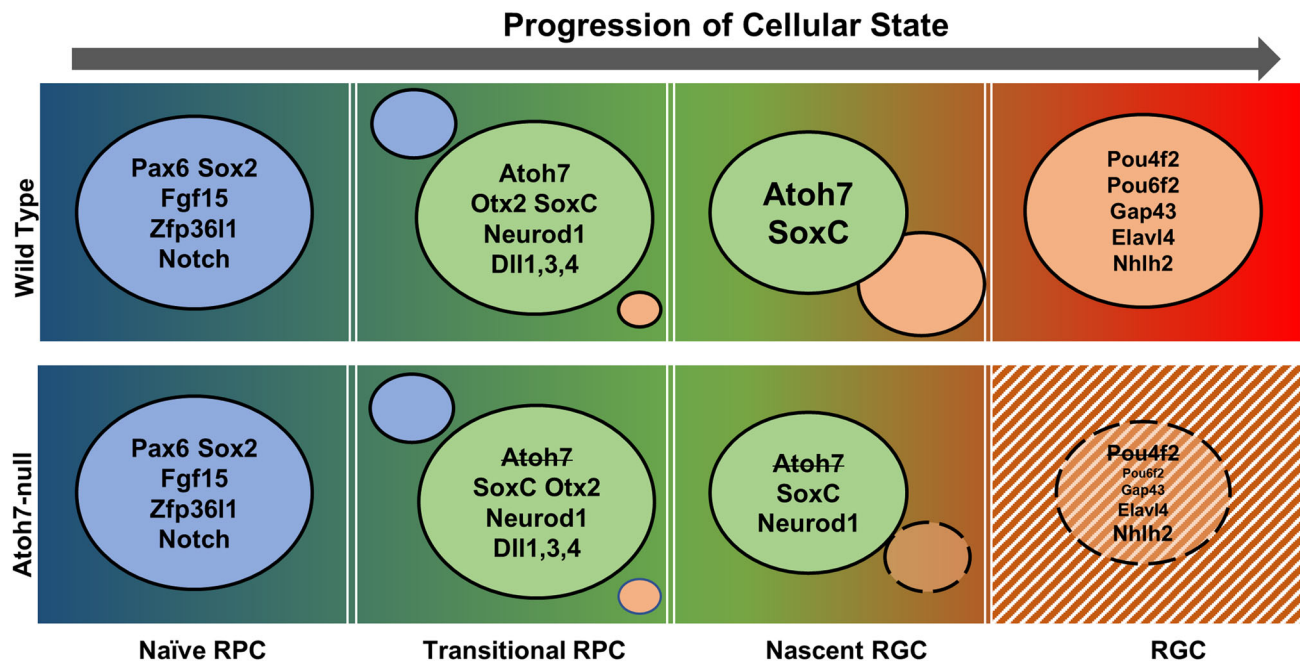 Progression of Cellular State
Wild Type
Pax6 Sox2
Fgf15
Zfp36l1
Notch
Atoh7
Otx2 SoxC
Neurod1
Dll1,3,4
Atoh7
SoxC
Pou4f2
Pou6f2
Gap43
Elavl4
Nhlh2
Atoh7-null
Pax6 Sox2
Fgf15
Zfp36l1
Notch
Atoh7
SoxC Otx2
Neurod1
Dll1,3,4
Atoh7
SoxC
Neurod1
Pou4f2
Pou6f2
Gap43
Elavl4
Nhlh2
Naïve RPC
Transitional RPC
Nascent RGC
RGC